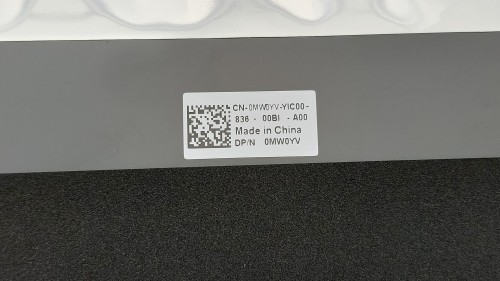 CN-0MW0YV-YIC00-
836 - 00BI - A00
Made in China
DP/N 0MW0YV